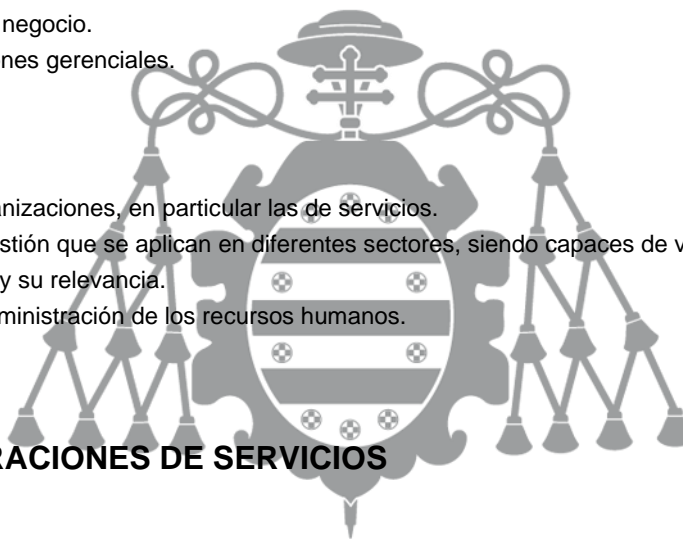 negocio.
nes gerenciales.
nizaciones, en particular las de servicios.
stión que se aplican en diferentes sectores, siendo capaces de v
y su relevancia.
ministración de los recursos humanos.
RACIONES DE SERVICIOS